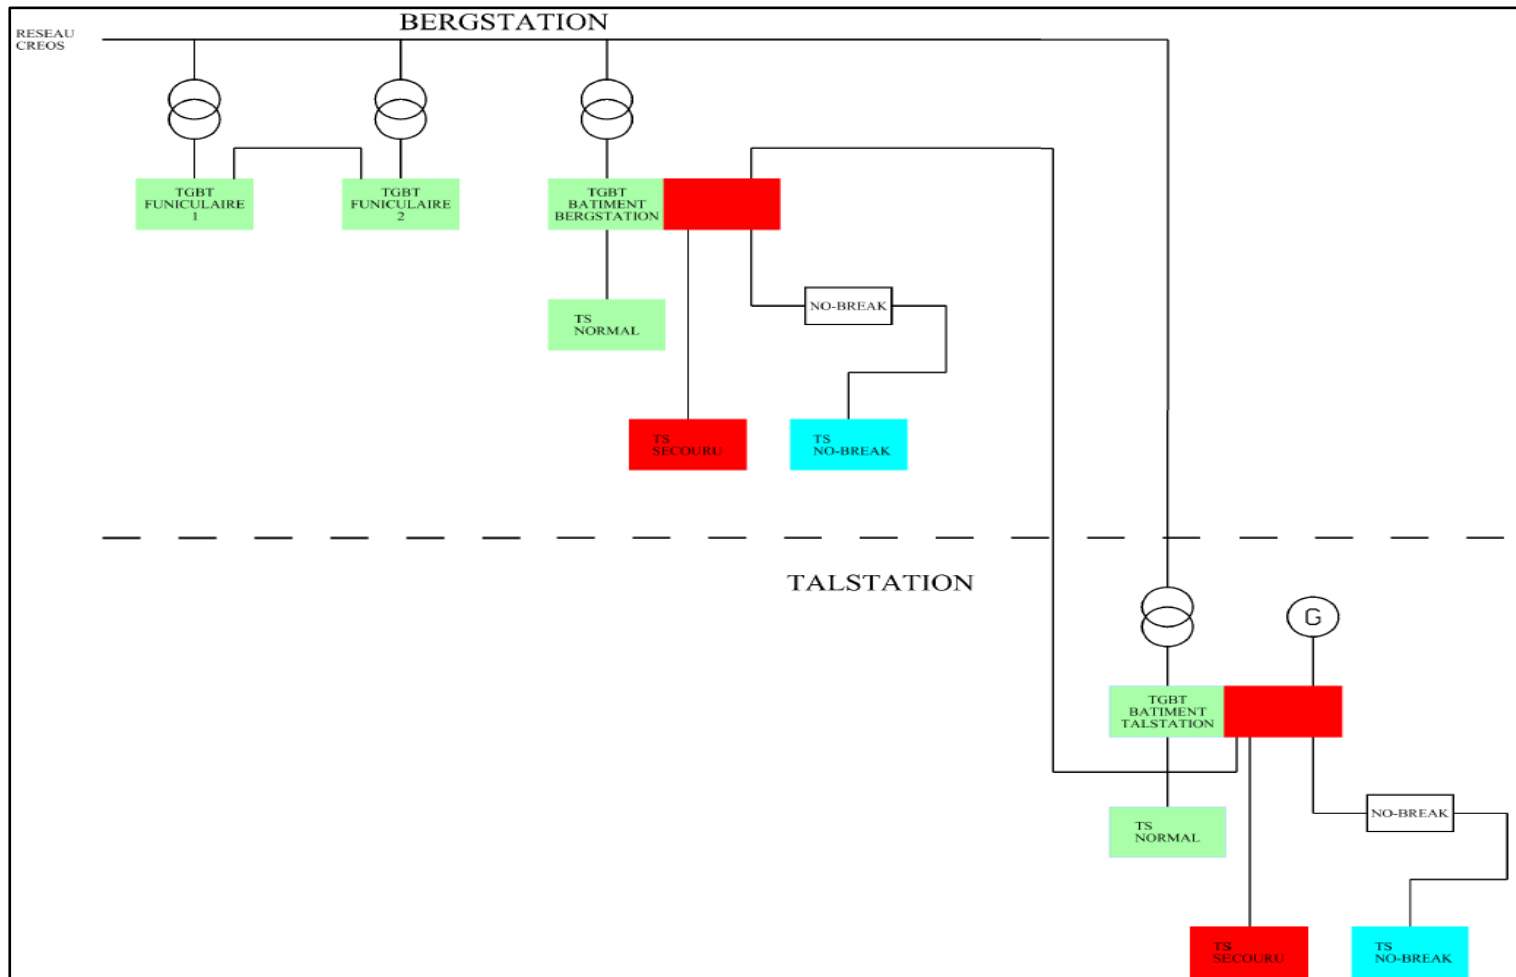 BERGSTATION
RESEAU
CREOS
TGBT
FUNICULAIRE
1
TGBT
FUNICULAIRE
2
TGBT
BATIMENT
BERGSTATION
NO-BREAK
TS
NORMAL
TS
SECOURU
TS
NO-BREAK
TALSTATION
G
TGBT
BATIMENT
TALSTATION
NO-BREAK
TS
NORMAL
TS
SECOURU
TS
NO-BREAK